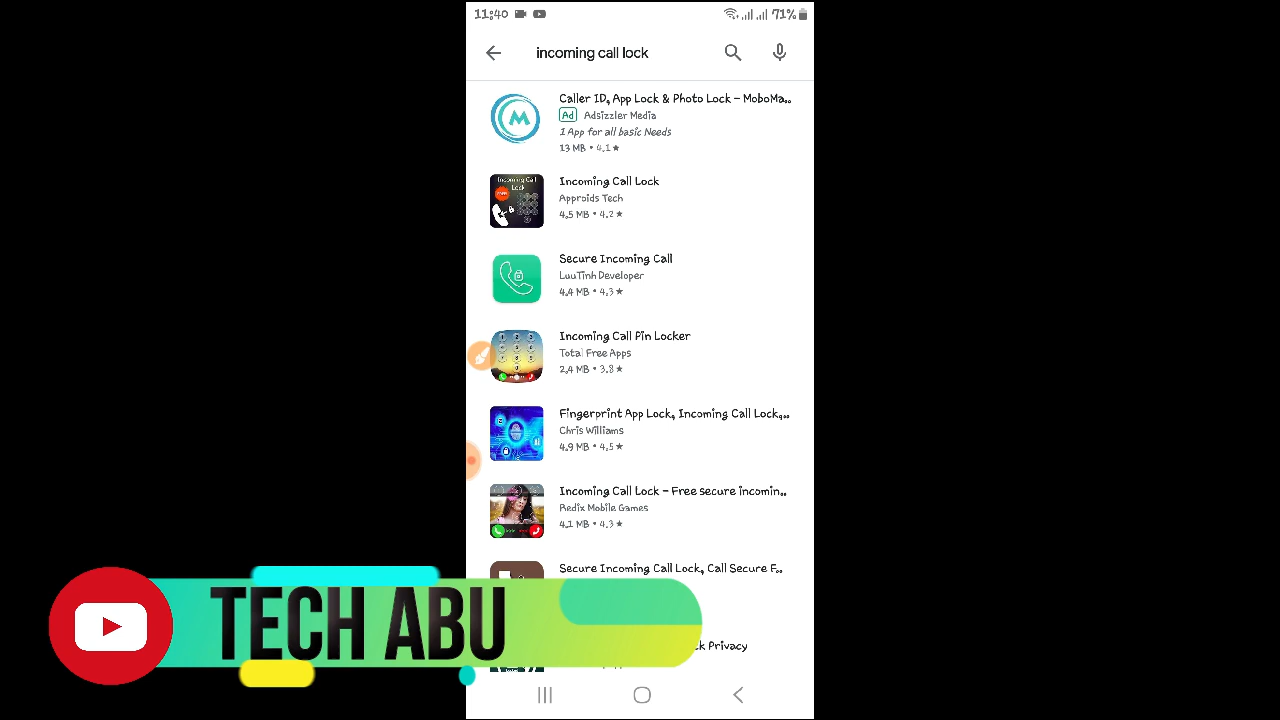 11:40 71%
incoming call lock
Caller ID, App Lock & Photo Lock - MoboMa..
Ad Adsizzler Media
1 App for all basic Needs
13 MB • 4.1★
Incoming Call Lock
Incoming Call Lock
Approids Tech
4.5 MB • 4.2★
Secure Incoming Call
LuuTinh Developer
4.4 MB • 4.3★
Incoming Call Pin Locker
Total Free Apps
2.4 MB • 3.8★
Fingerprint App Lock, Incoming Call Lock,..
Chris Williams
4.9 MB • 4.5★
Incoming Call Lock - Free secure incomin..
Redix Mobile Games
4.1 MB • 4.3★
Secure Incoming Call Lock, Call Secure F..
TECH ABU
k Privacy